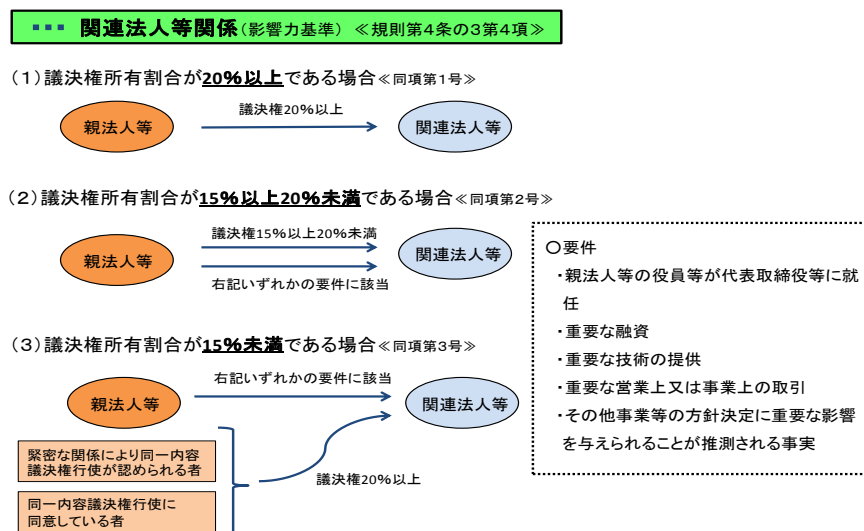 ▪▪▪ 関連法人等関係(影響力基準) ≪規則第4条の3第4項≫
(1)議決権所有割合が20%以上である場合≪同項第1号≫
親法人等
議決権20%以上
関連法人等
(2)議決権所有割合が15%以上20%未満である場合≪同項第2号≫
親法人等
議決権15%以上20%未満
右記いずれかの要件に該当
関連法人等
(3)議決権所有割合が15%未満である場合≪同項第3号≫
親法人等
右記いずれかの要件に該当
関連法人等
緊密な関係により同一内容
議決権行使が認められる者
同一内容議決権行使に
同意している者
議決権20%以上
○要件
・親法人等の役員等が代表取締役等に就
任
・重要な融資
・重要な技術の提供
・重要な営業上又は事業上の取引
・その他事業等の方針決定に重要な影響
を与えられることが推測される事実